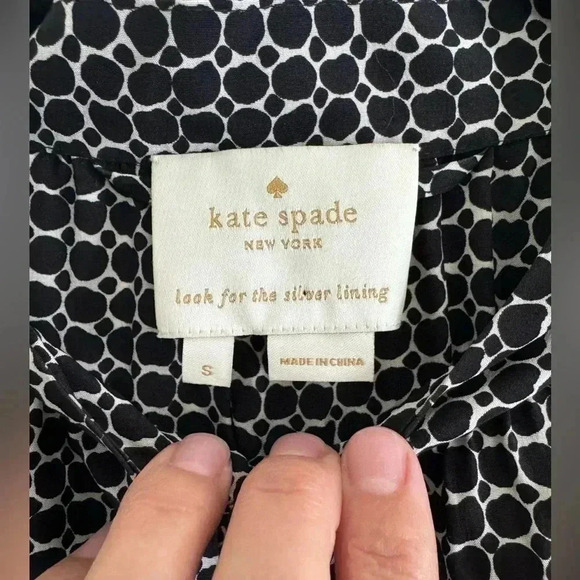 kate spade
NEW YORK
look for the silver lining
S
MADE IN CHINA